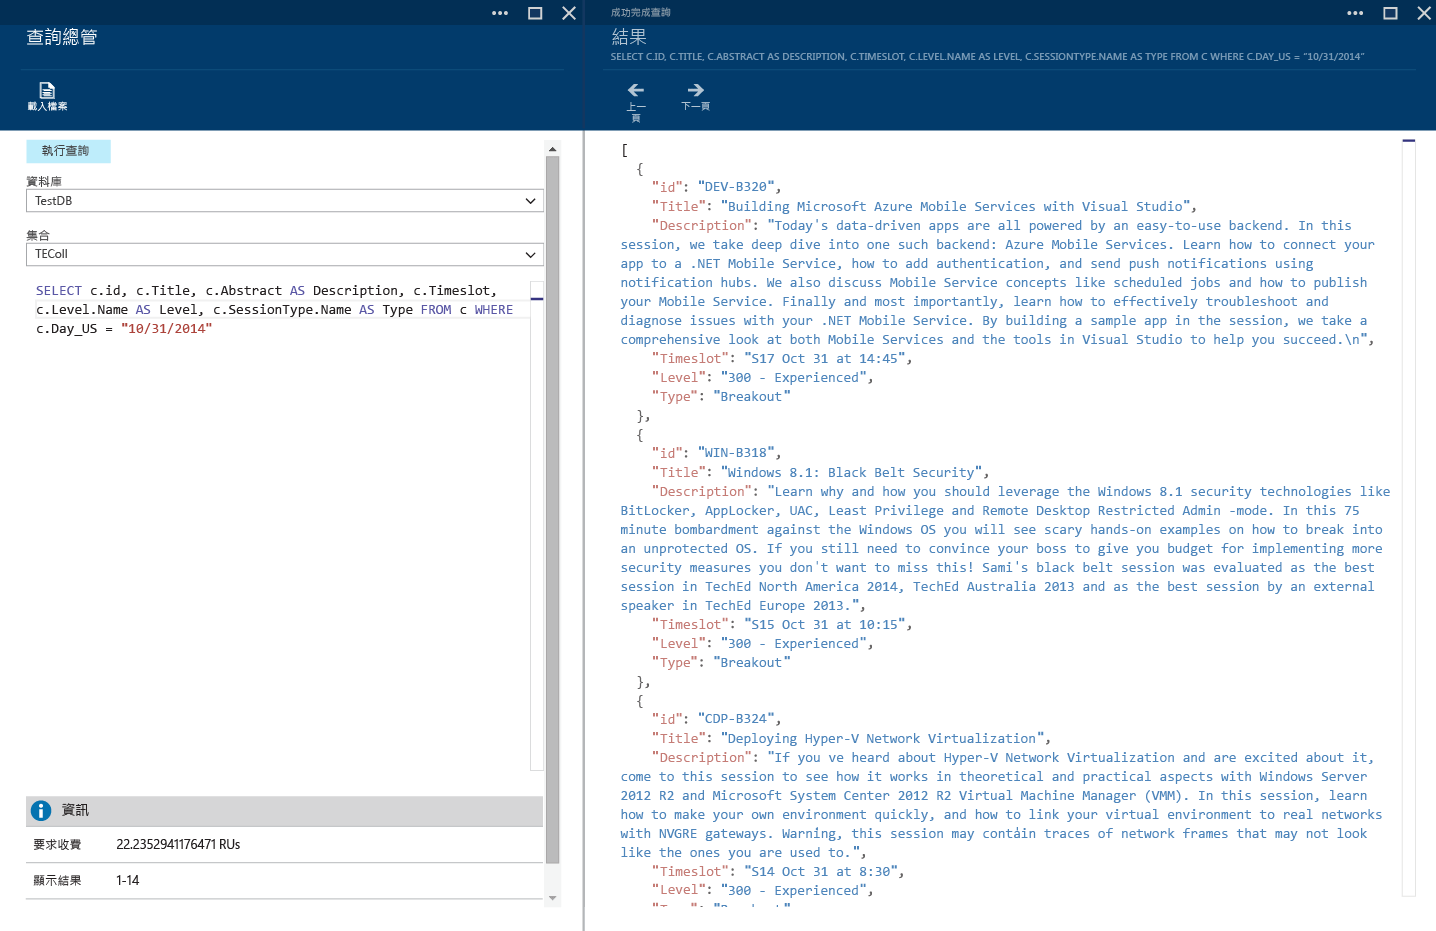 查詢總管
載入檔案
執行查詢
資料庫
TestDB
集合
TEColl
SELECT c.id, c.Title, c.Abstract AS Description, c.Timeslot,
c.Level.Name AS Level, c.SessionType.Name AS Type FROM c WHERE
c.Day_US = "10/31/2014"
資訊
要求收費 22.2352941176471 RUs
顯示結果 1-14
成功完成查詢
結果
SELECT C.ID, C.TITLE, C.ABSTRACT AS DESCRIPTION, C.TIMESLOT, C.LEVEL.NAME AS LEVEL, C.SESSIONTYPE.NAME AS TYPE FROM C WHERE C.DAY_US = "10/31/2014"
上一
頁
下一頁
[
{
"id": "DEV-B320",
"Title": "Building Microsoft Azure Mobile Services with Visual Studio",
"Description": "Today's data-driven apps are all powered by an easy-to-use backend. In this
session, we take deep dive into one such backend: Azure Mobile Services. Learn how to connect your
app to a .NET Mobile Service, how to add authentication, and send push notifications using
notification hubs. We also discuss Mobile Service concepts like scheduled jobs and how to publish
your Mobile Service. Finally and most importantly, learn how to effectively troubleshoot and
diagnose issues with your .NET Mobile Service. By building a sample app in the session, we take a
comprehensive look at both Mobile Services and the tools in Visual Studio to help you succeed.\n",
"Timeslot": "S17 Oct 31 at 14:45",
"Level": "300 - Experienced",
"Type": "Breakout"
},
{
"id": "WIN-B318",
"Title": "Windows 8.1: Black Belt Security",
"Description": "Learn why and how you should leverage the Windows 8.1 security technologies like
BitLocker, AppLocker, UAC, Least Privilege and Remote Desktop Restricted Admin -mode. In this 75
minute bombardment against the Windows OS you will see scary hands-on examples on how to break into
an unprotected OS. If you still need to convince your boss to give you budget for implementing more
security measures you don't want to miss this! Sami's black belt session was evaluated as the best
session in TechEd North America 2014, TechEd Australia 2013 and as the best session by an external
speaker in TechEd Europe 2013.",
"Timeslot": "S15 Oct 31 at 10:15",
"Level": "300 - Experienced",
"Type": "Breakout"
},
{
"id": "CDP-B324",
"Title": "Deploying Hyper-V Network Virtualization",
"Description": "If you ve heard about Hyper-V Network Virtualization and are excited about it,
come to this session to see how it works in theoretical and practical aspects with Windows Server
2012 R2 and Microsoft System Center 2012 R2 Virtual Machine Manager (VMM). In this session, learn
how to make your own environment quickly, and how to link your virtual environment to real networks
with NVGRE gateways. Warning, this session may contain traces of network frames that may not look
like the ones you are used to.",
"Timeslot": "S14 Oct 31 at 8:30",
"Level": "300 - Experienced",